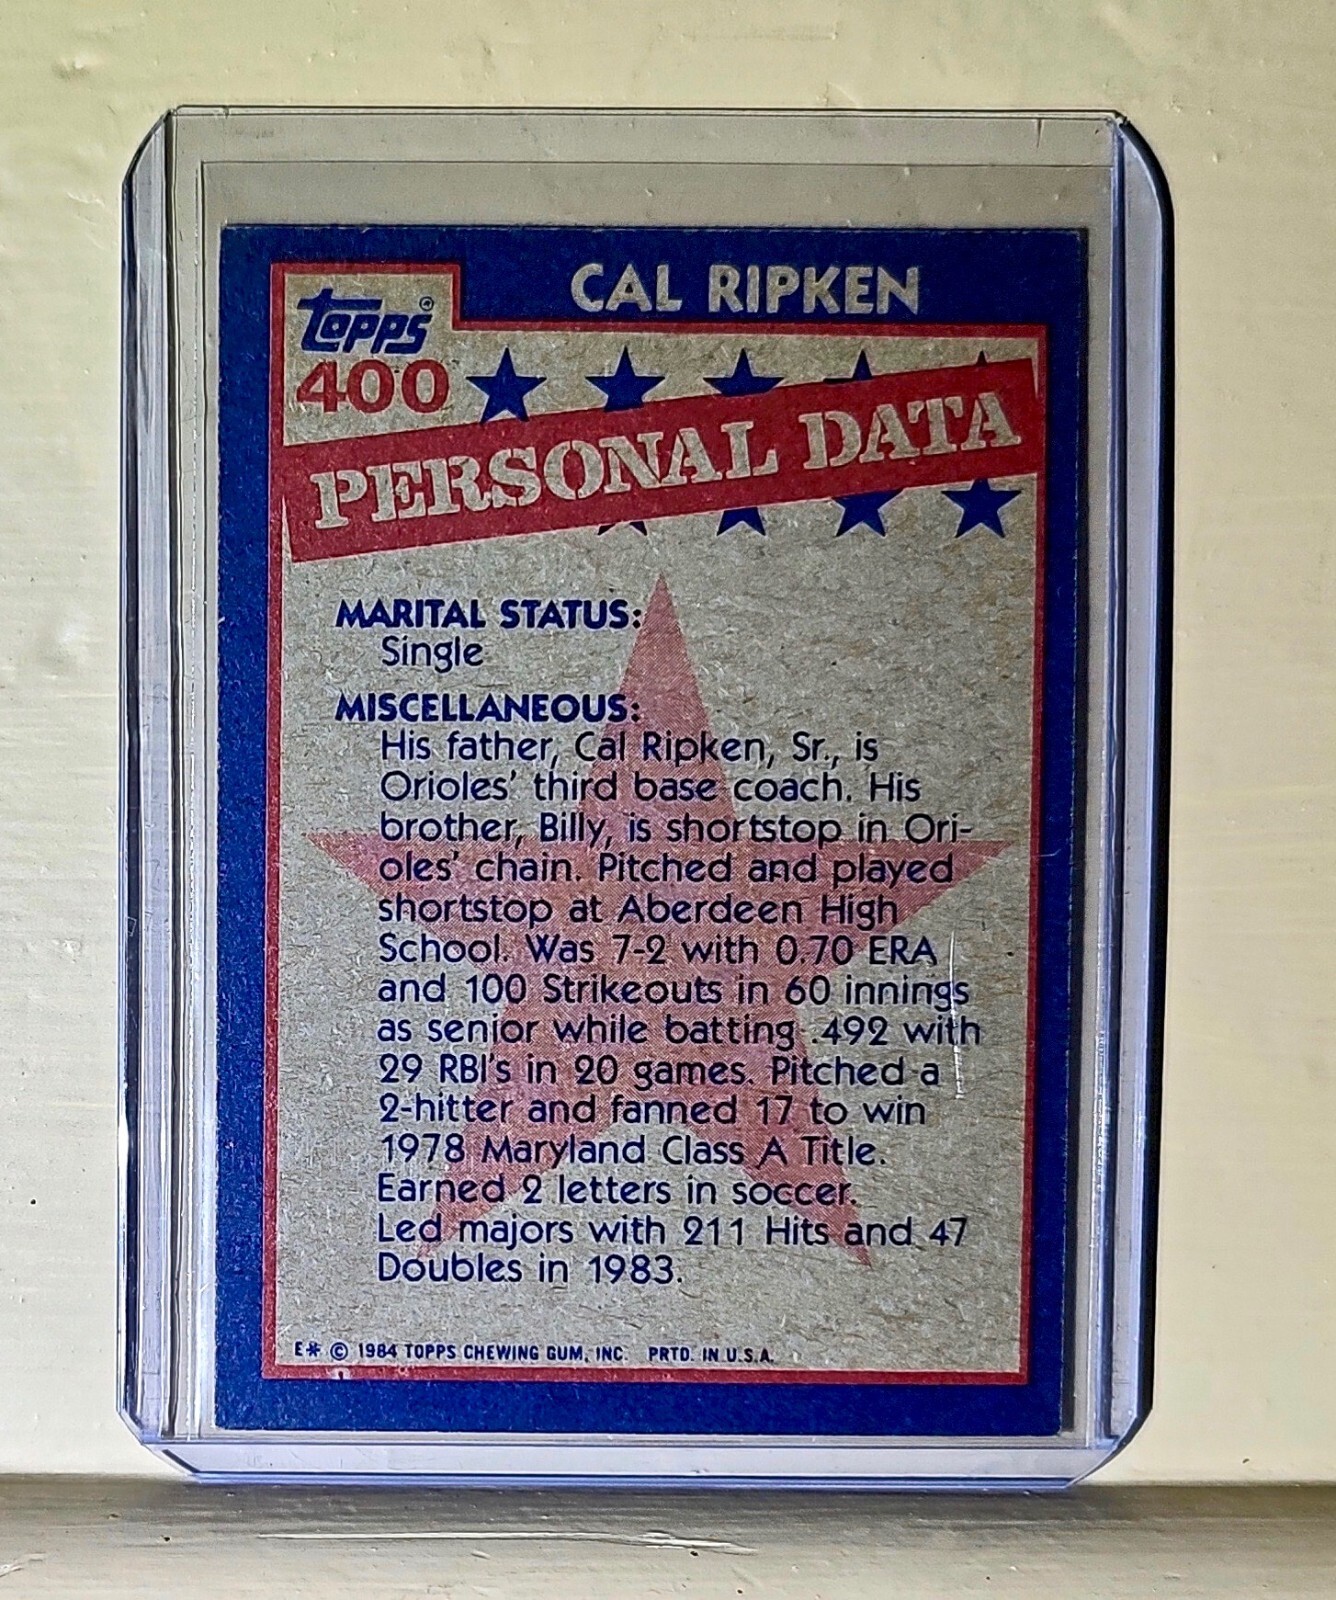 CAL RIPKEN
Topps®
400
PERSONAL DATA
MARITAL STATUS:
Single
MISCELLANEOUS:
His father, Cal Ripken, Sr., is
Orioles' third base coach. His
brother, Billy, is shortstop in Ori-
oles' chain. Pitched and played
shortstop at Aberdeen High
School. Was 7-2 with 0.70 ERA
and 100 Strikeouts in 60 innings
as senior while batting .492 with
29 RBI's in 20 games. Pitched a
2-hitter and fanned 17 to win
1978 Maryland Class A Title.
Earned 2 letters in soccer.
Led majors with 211 Hits and 47
Doubles in 1983.
E* © 1984 TOPPS CHEWING GUM, INC. PRTD. IN U.S.A.